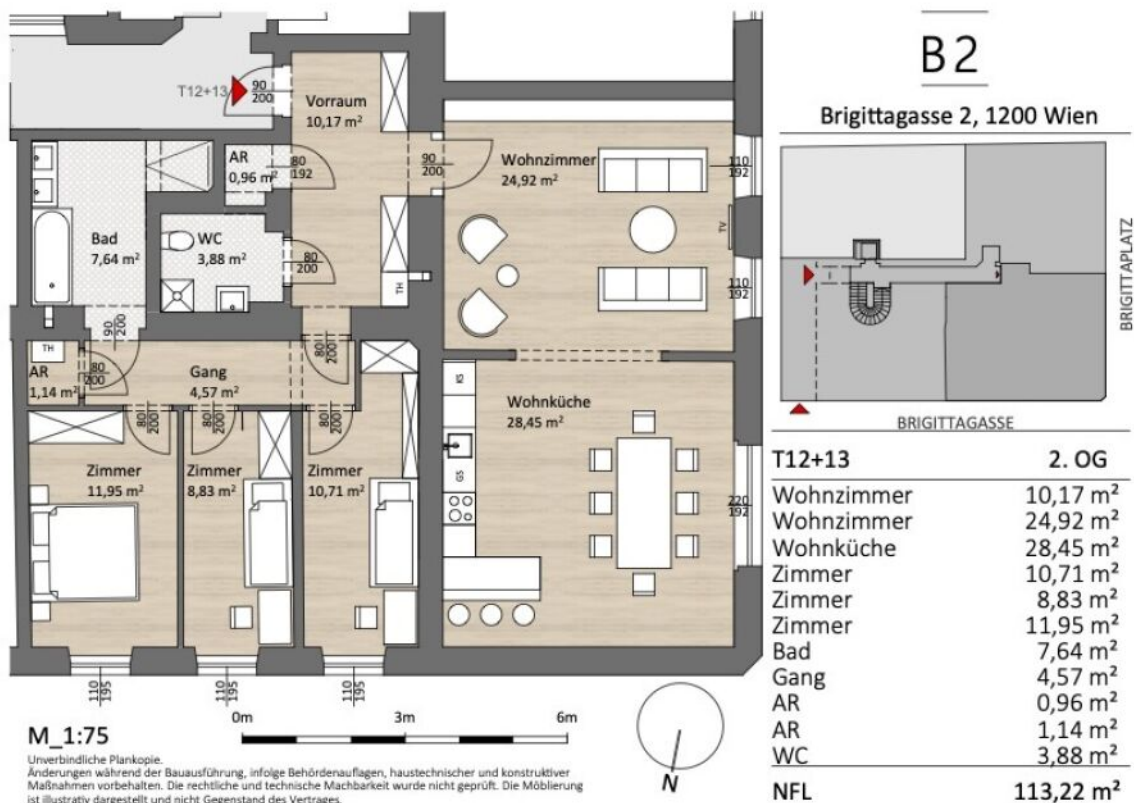 T12+13
90
200
Vorraum
10,17 m²
AR
0,96 m²
80
192
90
200
Wohnzimmer
24,92 m²
110
192
TV
Bad
7,64 m²
WC
3,88 m²
80
200
TH
110
192
90
200
TH
AR
1,14 m²
80
200
Gang
4,57 m²
80
200
KS
Wohnküche
28,45 m²
80
200
80
200
80
200
GS
Zimmer
11,95 m²
Zimmer
8,83 m²
Zimmer
10,71 m²
220
192
110
195
110
195
110
195
0m 3m 6m
M_1:75
N
Unverbindliche Plankopie.
Änderungen während der Bauausführung, infolge Behördenauflagen, haustechnischer und konstruktiver
Maßnahmen vorbehalten. Die rechtliche und technische Machbarkeit wurde nicht geprüft. Die Möblierung
ist illustrativ dargestellt und nicht Gegenstand des Vertrages.
B2
Brigittagasse 2, 1200 Wien
BRIGITTAPLATZ
BRIGITTAGASSE
T12+13 2. OG
Wohnzimmer 10,17 m²
Wohnzimmer 24,92 m²
Wohnküche 28,45 m²
Zimmer 10,71 m²
Zimmer 8,83 m²
Zimmer 11,95 m²
Bad 7,64 m²
Gang 4,57 m²
AR 0,96 m²
AR 1,14 m²
WC 3,88 m²
NFL 113,22 m²